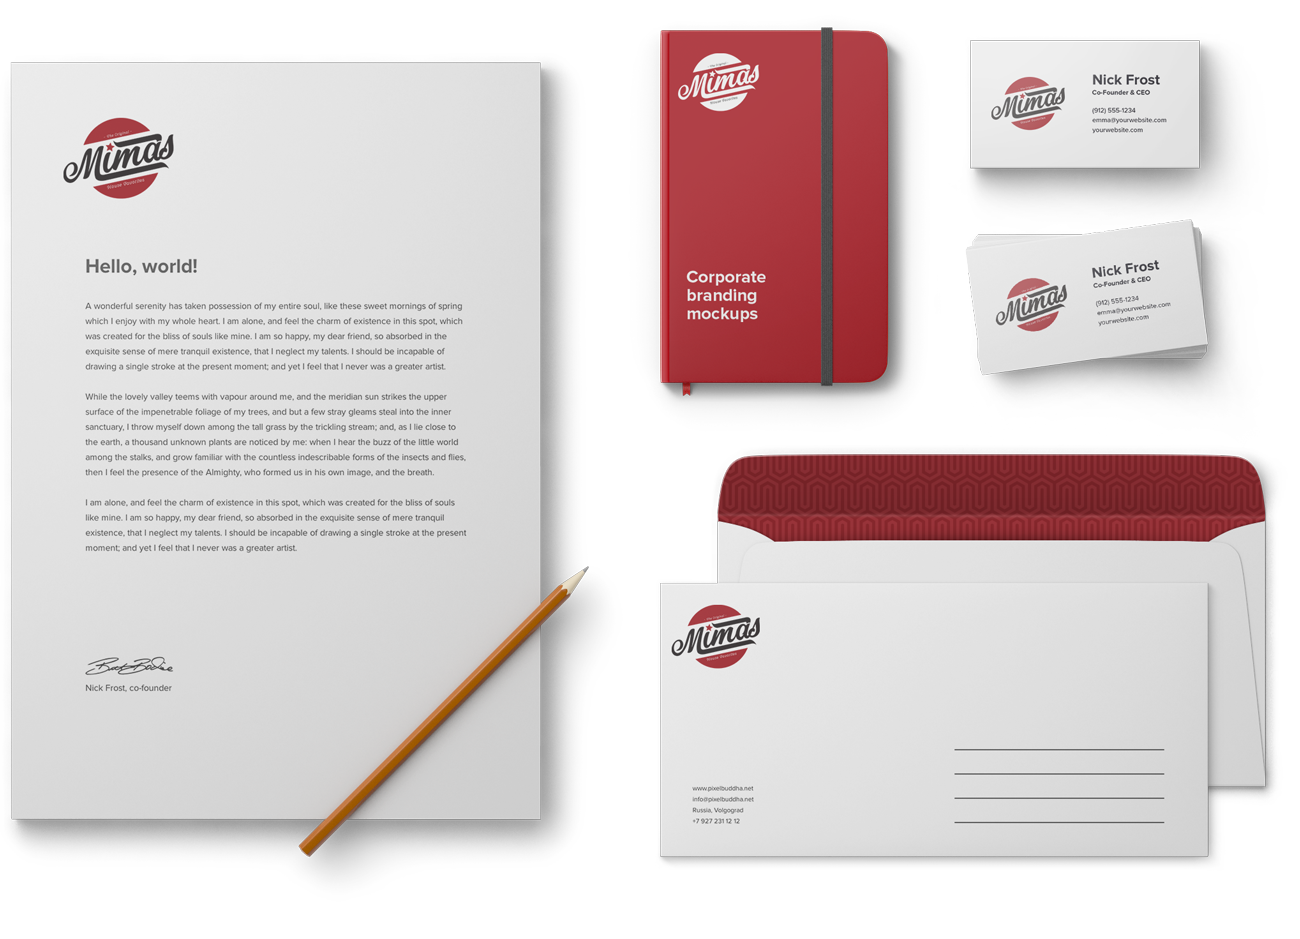 The Original
Mimas
House Pizzeries
Hello, world!
A wonderful serenity has taken possession of my entire soul, like these sweet mornings of spring
which I enjoy with my whole heart. I am alone, and feel the charm of existence in this spot, which
was created for the bliss of souls like mine. I am so happy, my dear friend, so absorbed in the
exquisite sense of mere tranquil existence, that I neglect my talents. I should be incapable of
drawing a single stroke at the present moment; and yet I feel that I never was a greater artist.
While the lovely valley teems with vapour around me, and the meridian sun strikes the upper
surface of the impenetrable foliage of my trees, and but a few stray gleams steal into the inner
sanctuary, I throw myself down among the tall grass by the trickling stream; and, as I lie close to
the earth, a thousand unknown plants are noticed by me: when I hear the buzz of the little world
among the stalks, and grow familiar with the countless indescribable forms of the insects and flies,
then I feel the presence of the Almighty, who formed us in his own image, and the breath.
I am alone, and feel the charm of existence in this spot, which was created for the bliss of souls
like mine. I am so happy, my dear friend, so absorbed in the exquisite sense of mere tranquil
existence, that I neglect my talents. I should be incapable of drawing a single stroke at the present
moment; and yet I feel that I never was a greater artist.
Nick Frost, co-founder
Mimas
Corporate
branding
mockups
Mimas
Nick Frost
Co-Founder & CEO
(912) 555-1234
emma@yourwebsite.com
yourwebsite.com
Mimas
Nick Frost
Co-Founder & CEO
(912) 555-1234
emma@yourwebsite.com
yourwebsite.com
Mimas
www.pixelbuddha.net
info@pixelbuddha.net
Russia, Volgograd
+7 927 231 12 12